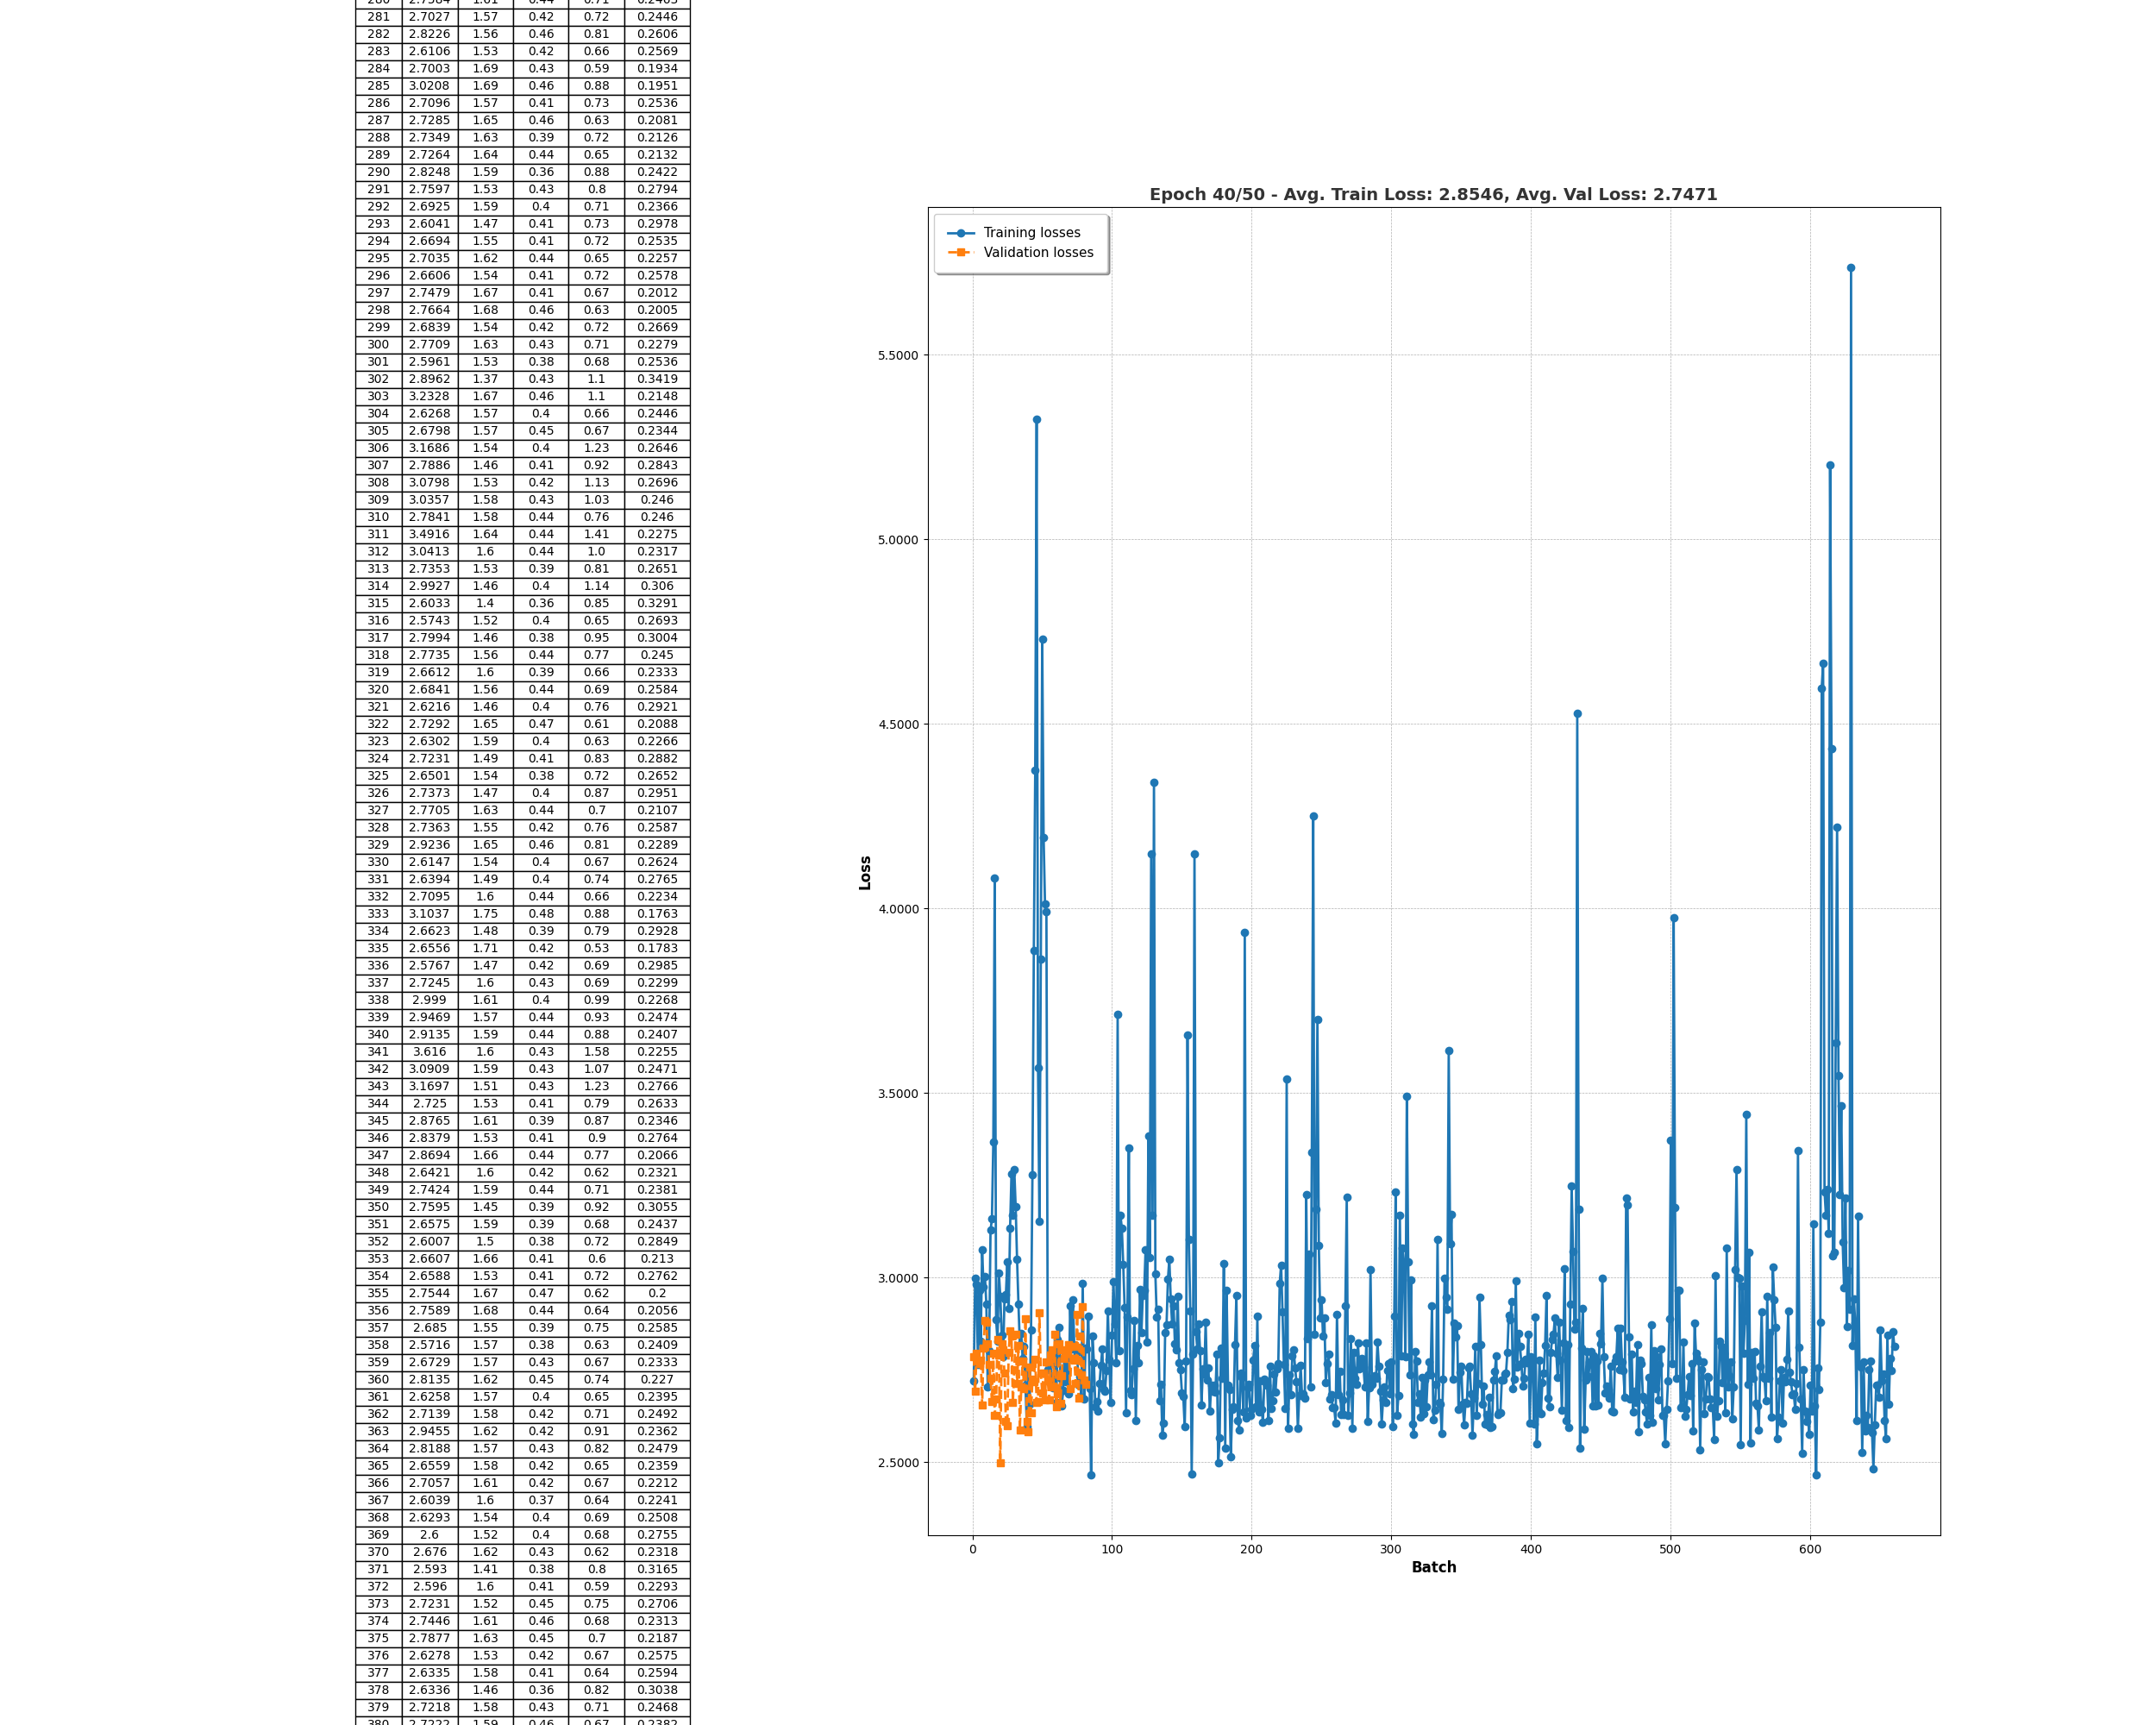 281 2.7027 1.57 0.42 0.72 0.2446
282 2.8226 1.56 0.46 0.81 0.2606
283 2.6106 1.53 0.42 0.66 0.2569
284 2.7003 1.69 0.43 0.59 0.1934
285 3.0208 1.69 0.46 0.88 0.1951
286 2.7096 1.57 0.41 0.73 0.2536
287 2.7285 1.65 0.46 0.63 0.2081
288 2.7349 1.63 0.39 0.72 0.2126
289 2.7264 1.64 0.44 0.65 0.2132
290 2.8248 1.59 0.36 0.88 0.2422
291 2.7597 1.53 0.43 0.8 0.2794
292 2.6925 1.59 0.4 0.71 0.2366
293 2.6041 1.47 0.41 0.73 0.2978
294 2.6694 1.55 0.41 0.72 0.2535
295 2.7035 1.62 0.44 0.65 0.2257
296 2.6606 1.54 0.41 0.72 0.2578
297 2.7479 1.67 0.41 0.67 0.2012
298 2.7664 1.68 0.46 0.63 0.2005
299 2.6839 1.54 0.42 0.72 0.2669
300 2.7709 1.63 0.43 0.71 0.2279
301 2.5961 1.53 0.38 0.68 0.2536
302 2.8962 1.37 0.43 1.1 0.3419
303 3.2328 1.67 0.46 1.1 0.2148
304 2.6268 1.57 0.4 0.66 0.2446
305 2.6798 1.57 0.45 0.67 0.2344
306 3.1686 1.54 0.4 1.23 0.2646
307 2.7886 1.46 0.41 0.92 0.2843
308 3.0798 1.53 0.42 1.13 0.2696
309 3.0357 1.58 0.43 1.03 0.246
310 2.7841 1.58 0.44 0.76 0.246
311 3.4916 1.64 0.44 1.41 0.2275
312 3.0413 1.6 0.44 1.0 0.2317
313 2.7353 1.53 0.39 0.81 0.2651
314 2.9927 1.46 0.4 1.14 0.306
315 2.6033 1.4 0.36 0.85 0.3291
316 2.5743 1.52 0.4 0.65 0.2693
317 2.7994 1.46 0.38 0.95 0.3004
318 2.7735 1.56 0.44 0.77 0.245
319 2.6612 1.6 0.39 0.66 0.2333
320 2.6841 1.56 0.44 0.69 0.2584
321 2.6216 1.46 0.4 0.76 0.2921
322 2.7292 1.65 0.47 0.61 0.2088
323 2.6302 1.59 0.4 0.63 0.2266
324 2.7231 1.49 0.41 0.83 0.2882
325 2.6501 1.54 0.38 0.72 0.2652
326 2.7373 1.47 0.4 0.87 0.2951
327 2.7705 1.63 0.44 0.7 0.2107
328 2.7363 1.55 0.42 0.76 0.2587
329 2.9236 1.65 0.46 0.81 0.2289
330 2.6147 1.54 0.4 0.67 0.2624
331 2.6394 1.49 0.4 0.74 0.2765
332 2.7095 1.6 0.44 0.66 0.2234
333 3.1037 1.75 0.48 0.88 0.1763
334 2.6623 1.48 0.39 0.79 0.2928
335 2.6556 1.71 0.42 0.53 0.1783
336 2.5767 1.47 0.42 0.69 0.2985
337 2.7245 1.6 0.43 0.69 0.2299
338 2.999 1.61 0.4 0.99 0.2268
339 2.9469 1.57 0.44 0.93 0.2474
340 2.9135 1.59 0.44 0.88 0.2407
341 3.616 1.6 0.43 1.58 0.2255
342 3.0909 1.59 0.43 1.07 0.2471
343 3.1697 1.51 0.43 1.23 0.2766
344 2.725 1.53 0.41 0.79 0.2633
345 2.8765 1.61 0.39 0.87 0.2346
346 2.8379 1.53 0.41 0.9 0.2764
347 2.8694 1.66 0.44 0.77 0.2066
348 2.6421 1.6 0.42 0.62 0.2321
349 2.7424 1.59 0.44 0.71 0.2381
350 2.7595 1.45 0.39 0.92 0.3055
351 2.6575 1.59 0.39 0.68 0.2437
352 2.6007 1.5 0.38 0.72 0.2849
353 2.6607 1.66 0.41 0.6 0.213
354 2.6588 1.53 0.41 0.72 0.2762
355 2.7544 1.67 0.47 0.62 0.2
356 2.7589 1.68 0.44 0.64 0.2056
357 2.685 1.55 0.39 0.75 0.2585
358 2.5716 1.57 0.38 0.63 0.2409
359 2.6729 1.57 0.43 0.67 0.2333
360 2.8135 1.62 0.45 0.74 0.227
361 2.6258 1.57 0.4 0.65 0.2395
362 2.7139 1.58 0.42 0.71 0.2492
363 2.9455 1.62 0.42 0.91 0.2362
364 2.8188 1.57 0.43 0.82 0.2479
365 2.6559 1.58 0.42 0.65 0.2359
366 2.7057 1.61 0.42 0.67 0.2212
367 2.6039 1.6 0.37 0.64 0.2241
368 2.6293 1.54 0.4 0.69 0.2508
369 2.6 1.52 0.4 0.68 0.2755
370 2.676 1.62 0.43 0.62 0.2318
371 2.593 1.41 0.38 0.8 0.3165
372 2.596 1.6 0.41 0.59 0.2293
373 2.7231 1.52 0.45 0.75 0.2706
374 2.7446 1.61 0.46 0.68 0.2313
375 2.7877 1.63 0.45 0.7 0.2187
376 2.6278 1.53 0.42 0.67 0.2575
377 2.6335 1.58 0.41 0.64 0.2594
378 2.6336 1.46 0.36 0.82 0.3038
379 2.7218 1.58 0.43 0.71 0.2468
380 2.7222 1.59 0.46 0.67 0.2382
Epoch 40/50 - Avg. Train Loss: 2.8546, Avg. Val Loss: 2.7471
Training losses
Validation losses
5.5000
5.0000
4.5000
4.0000
3.5000
3.0000
2.5000
Loss
0 100 200 300 400 500 600
Batch